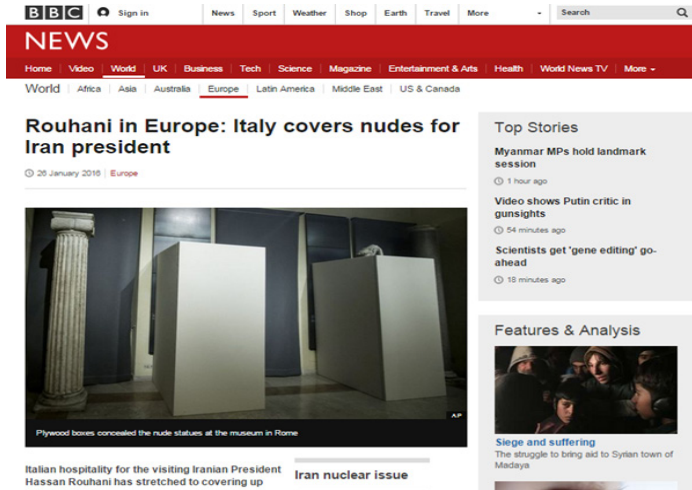 BBC Sign in News Sport Weather Shop Earth Travel More Search
NEWS
Home Video World UK Business Tech Science Magazine Entertainment & Arts Health World News TV More
World Africa Asia Australia Europe Latin America Middle East US & Canada
Rouhani in Europe: Italy covers nudes for
Iran president
26 January 2016 Europe
AP
Plywood boxes concealed the nude statues at the museum in Rome
Italian hospitality for the visiting Iranian President
Hassan Rouhani has stretched to covering up
Iran nuclear issue
Top Stories
Myanmar MPs hold landmark
session
1 hour ago
Video shows Putin critic in
gunsights
54 minutes ago
Scientists get 'gene editing' go-
ahead
18 minutes ago
Features & Analysis
Siege and suffering
The struggle to bring aid to Syrian town of
Madaya